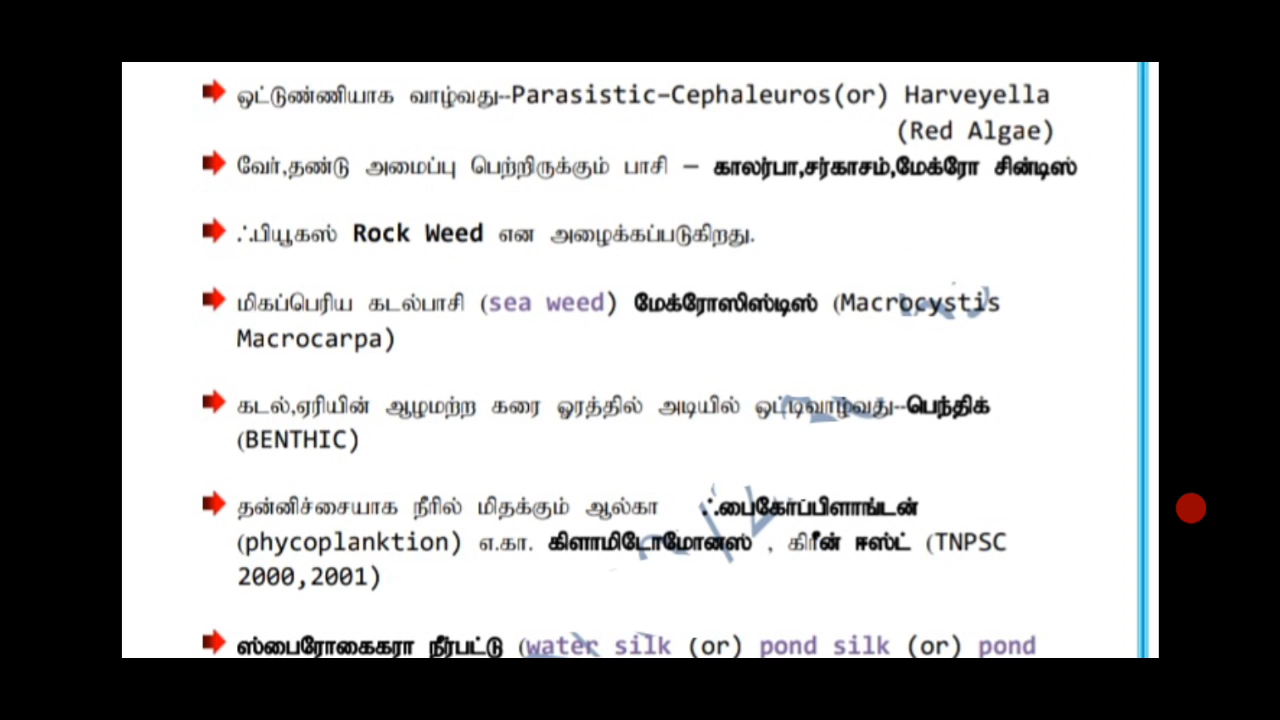 ஒட்டுண்ணியாக வாழ்வது--Parasistic-Cephaleuros(or) Harveyella
(Red Algae)
வேர்,தண்டு அமைப்பு பெற்றிருக்கும் பாசி – காலர்பா,சர்காசம்,மேக்ரோ சின்டிஸ்
ஃபியூகஸ் Rock Weed என அழைக்கப்படுகிறது.
மிகப்பெரிய கடல்பாசி (sea weed) மேக்ரோஸிஸ்டிஸ் (Macrocystis
Macrocarpa)
கடல்,ஏரியின் ஆழமற்ற கரை ஓரத்தில் அடியில் ஒட்டிவாழ்வது--பெந்திக்
(BENTHIC)
தன்னிச்சையாக நீரில் மிதக்கும் ஆல்கா ஃபைகோப்பிளாங்டன்
(phycoplanktion) எ.கா. கிளாமிடோமோனஸ் , கிரீன் ஈஸ்ட் (TNPSC
2000,2001)
ஸ்பைரோகைகரா நீர்பட்டு (water silk (or) pond silk (or) pond